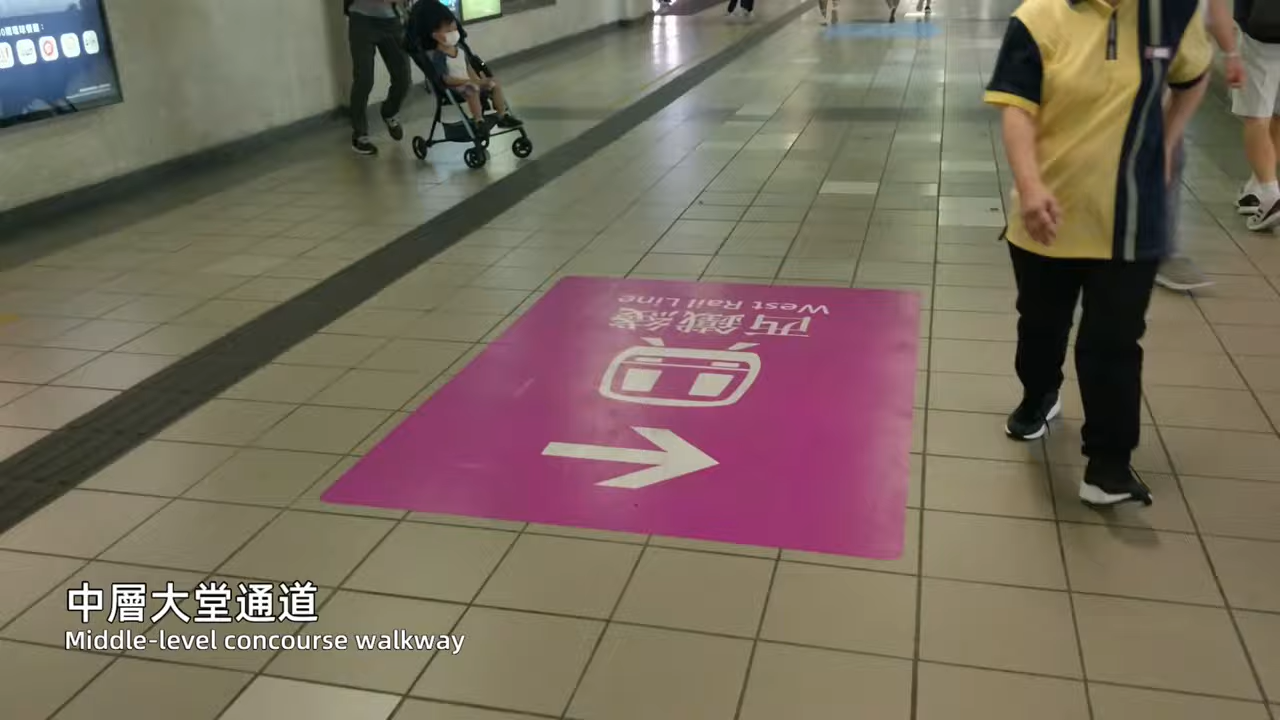 西鐵綫
West Rail Line
中層大堂通道
Middle-level concourse walkway